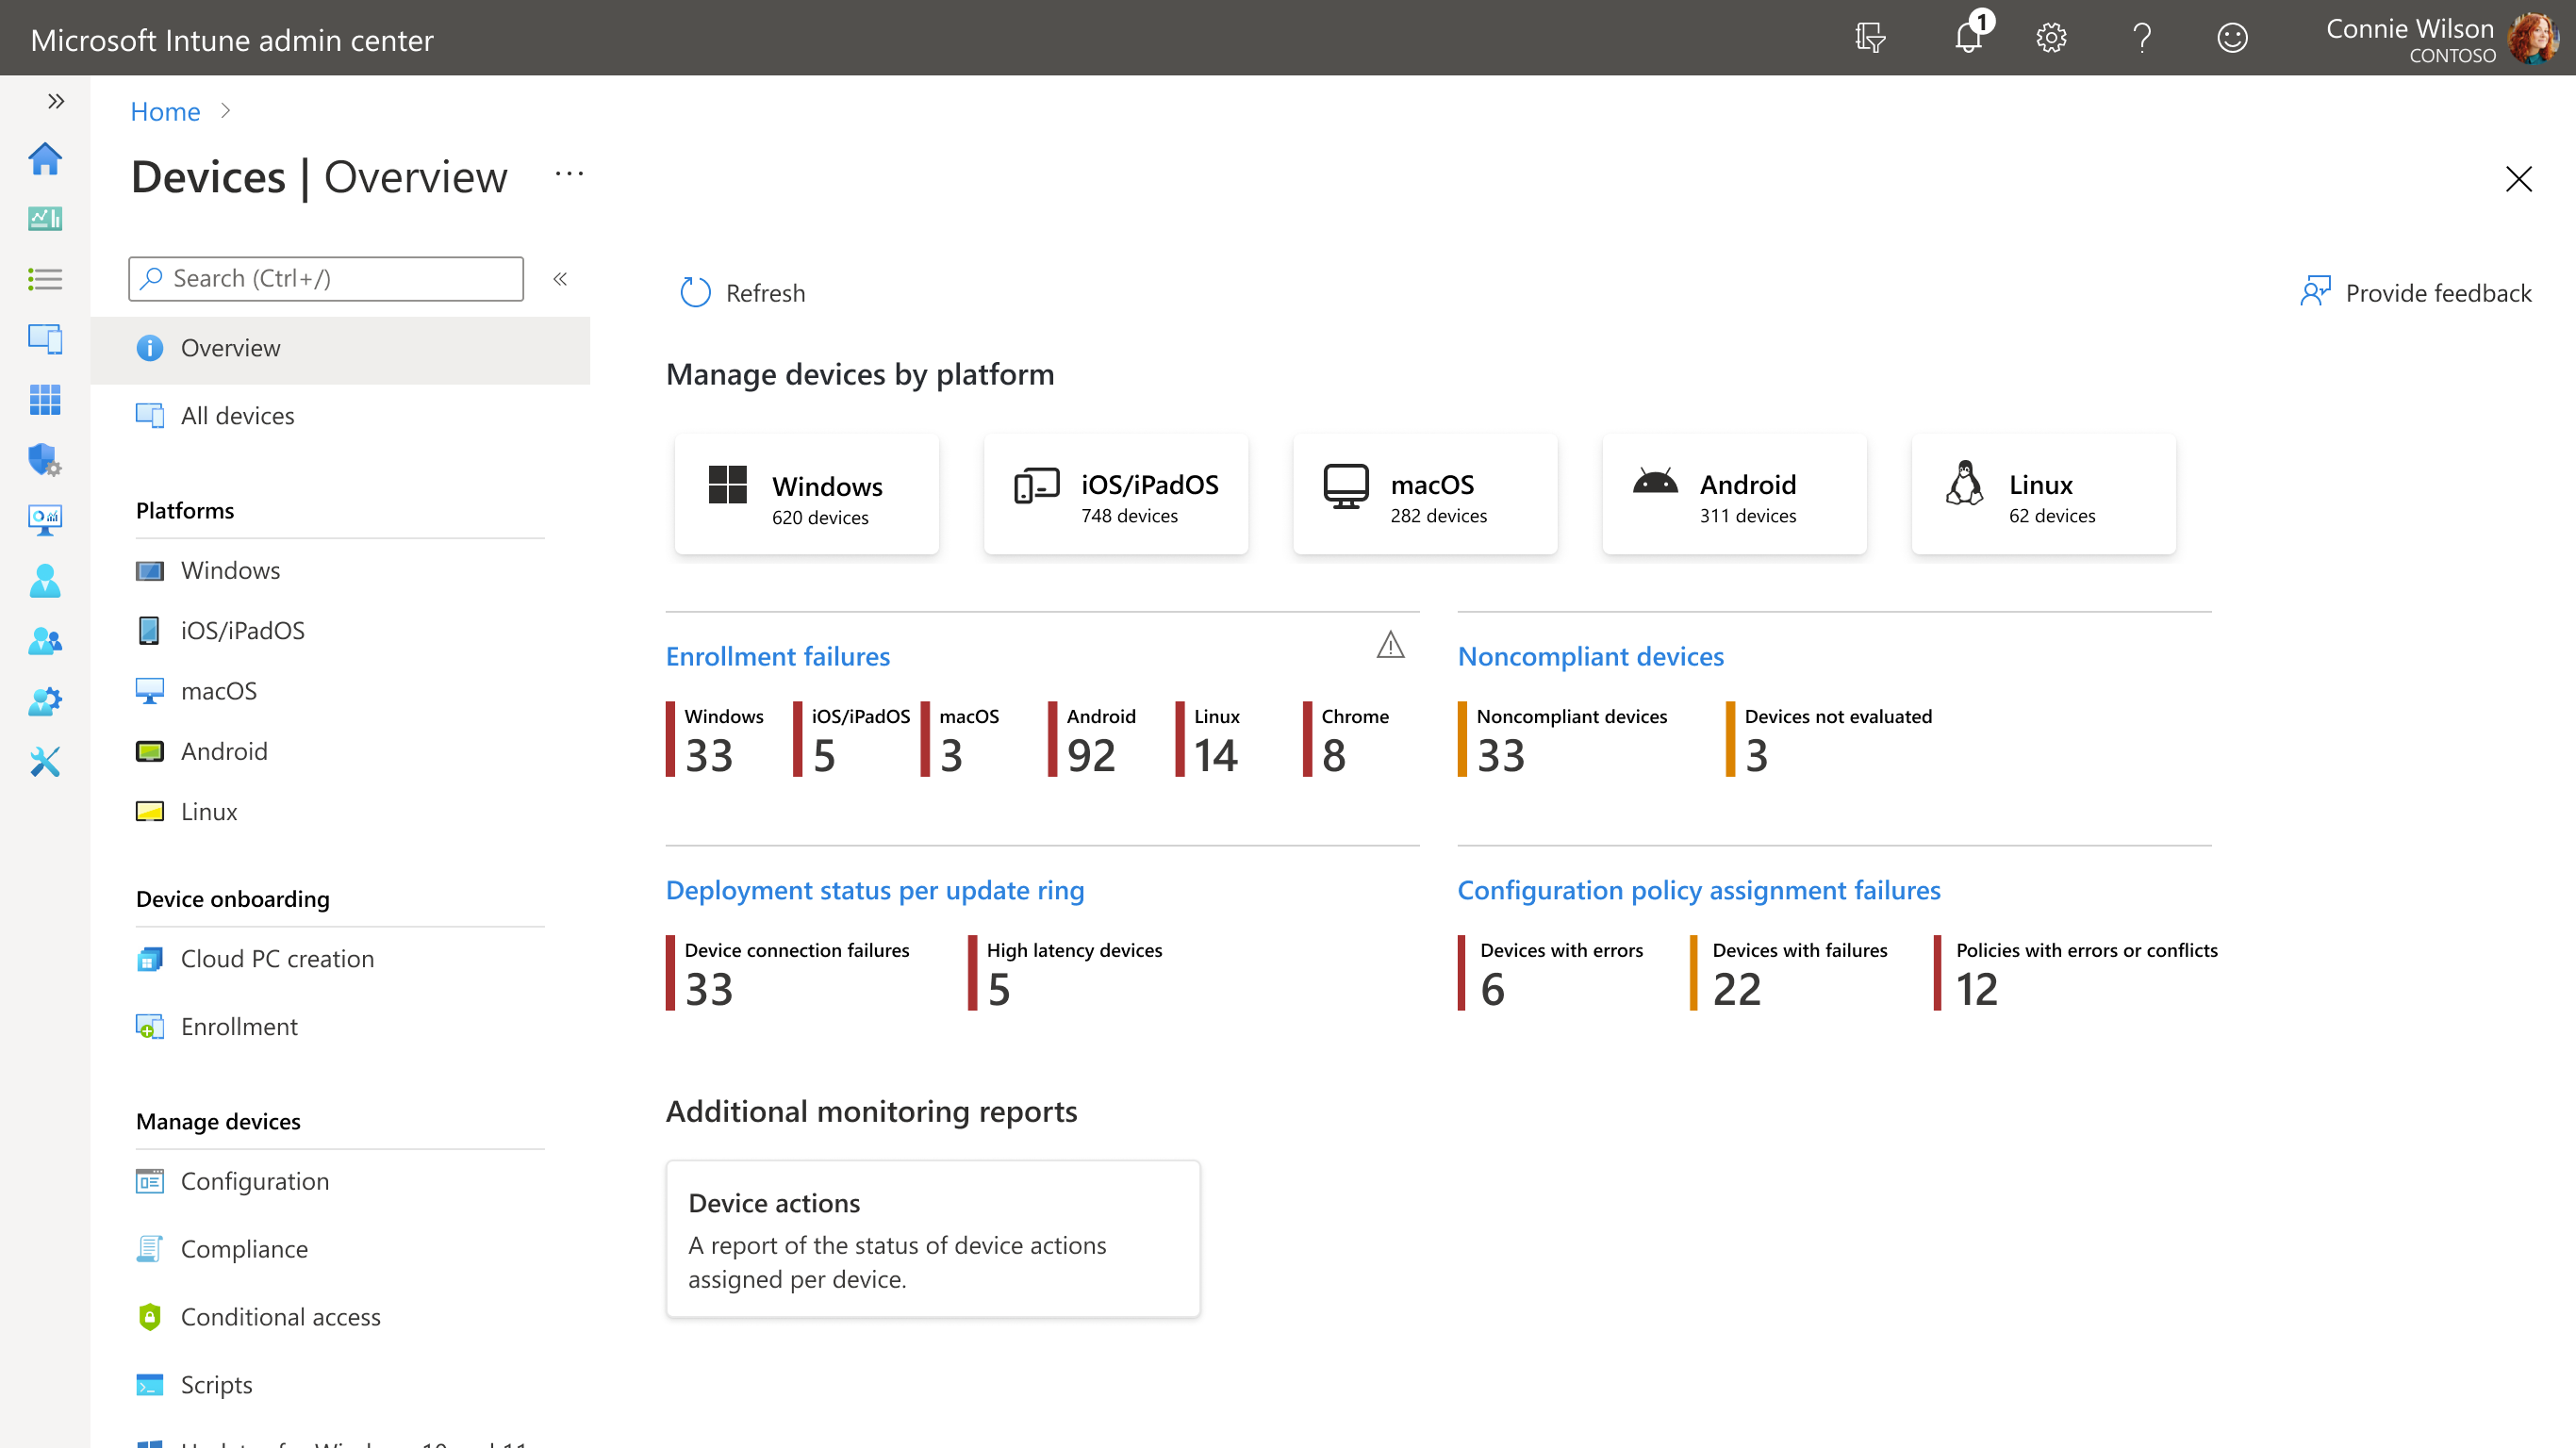 Microsoft Intune admin center
1
Connie Wilson
CONTOSO
Home
Devices | Overview
Search (Ctrl+/)
Overview
All devices
Platforms
Windows
iOS/iPadOS
macOS
Android
Linux
Device onboarding
Cloud PC creation
Enrollment
Manage devices
Configuration
Compliance
Conditional access
Scripts
Refresh
Provide feedback
Manage devices by platform
Windows
620 devices
iOS/iPadOS
748 devices
macOS
282 devices
Android
311 devices
Linux
62 devices
Enrollment failures
Windows
33
iOS/iPadOS
5
macOS
3
Android
92
Linux
14
Chrome
8
Noncompliant devices
Noncompliant devices
33
Devices not evaluated
3
Deployment status per update ring
Device connection failures
33
High latency devices
5
Configuration policy assignment failures
Devices with errors
6
Devices with failures
22
Policies with errors or conflicts
12
Additional monitoring reports
Device actions
A report of the status of device actions
assigned per device.